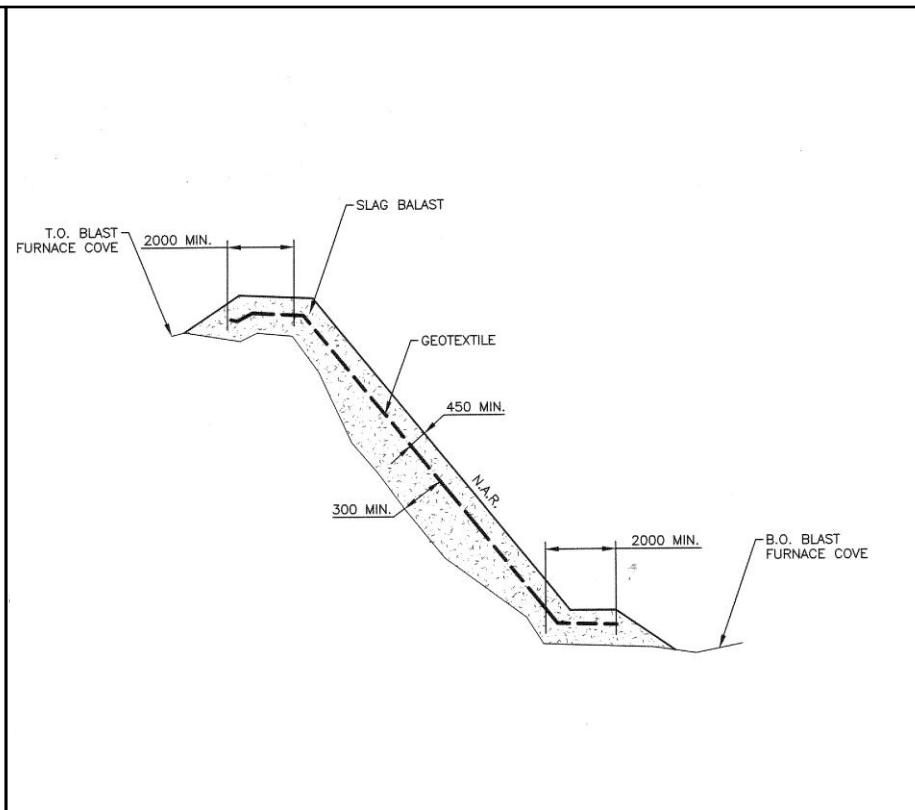 SLAG BALAST
T.O. BLAST
FURNACE COVE
2000 MIN.
GEOTEXTILE
450 MIN.
N.A.R.
300 MIN.
2000 MIN.
B.O. BLAST
FURNACE COVE